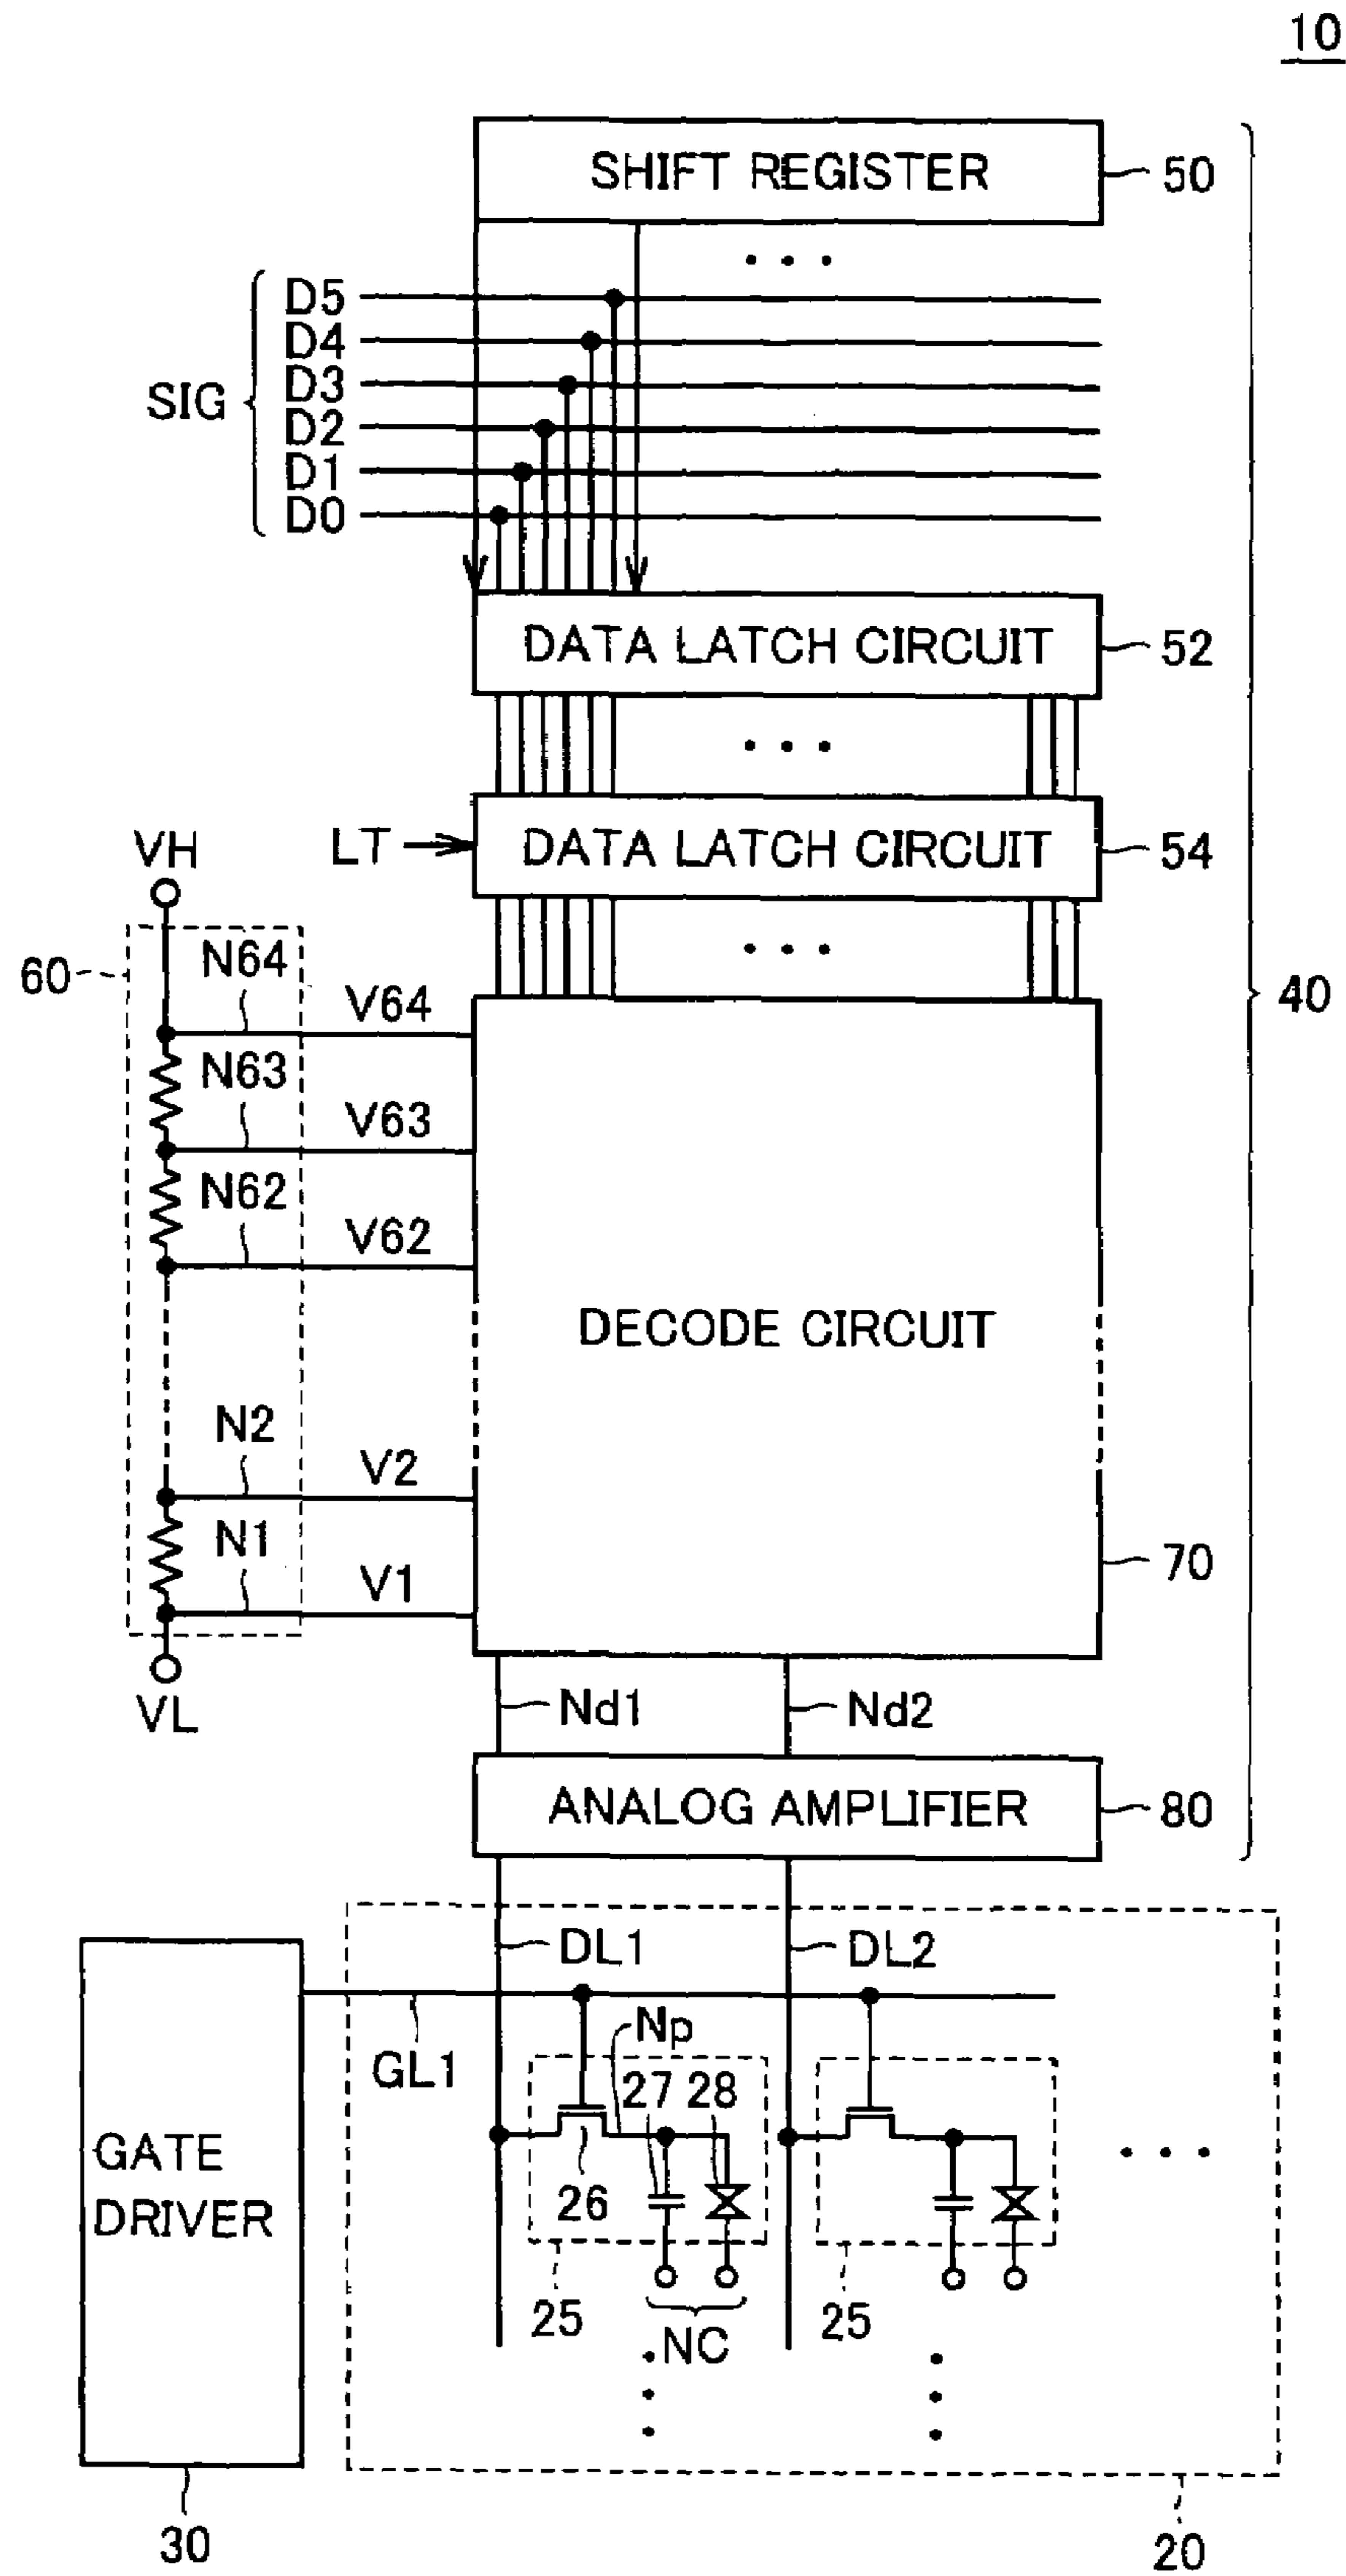 10
SHIFT REGISTER
50
SIG
D5
D4
D3
D2
D1
D0
DATA LATCH CIRCUIT
52
LT
DATA LATCH CIRCUIT
54
VH
60
N64
V64
40
N63
V63
N62
V62
DECODE CIRCUIT
N2
V2
N1
V1
70
VL
Nd1
Nd2
ANALOG AMPLIFIER
80
DL1
DL2
GL1
Np
27 28
26
GATE
DRIVER
25
25
NC
30
20